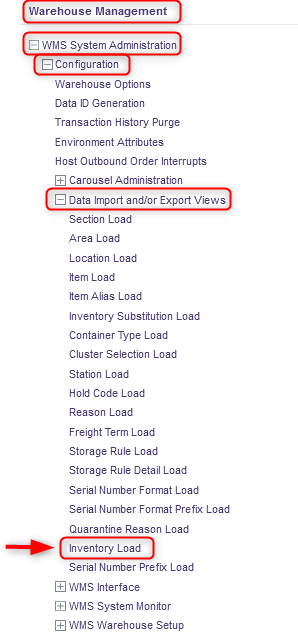 Warehouse Management
WMS System Administration
Configuration
Warehouse Options
Data ID Generation
Transaction History Purge
Environment Attributes
Host Outbound Order Interrupts
Carousel Administration
Data Import and/or Export Views
Section Load
Area Load
Location Load
Item Load
Item Alias Load
Inventory Substitution Load
Container Type Load
Cluster Selection Load
Station Load
Hold Code Load
Reason Load
Freight Term Load
Storage Rule Load
Storage Rule Detail Load
Serial Number Format Load
Serial Number Format Prefix Load
Quarantine Reason Load
Inventory Load
Serial Number Prefix Load
WMS Interface
WMS System Monitor
WMS Warehouse Setup